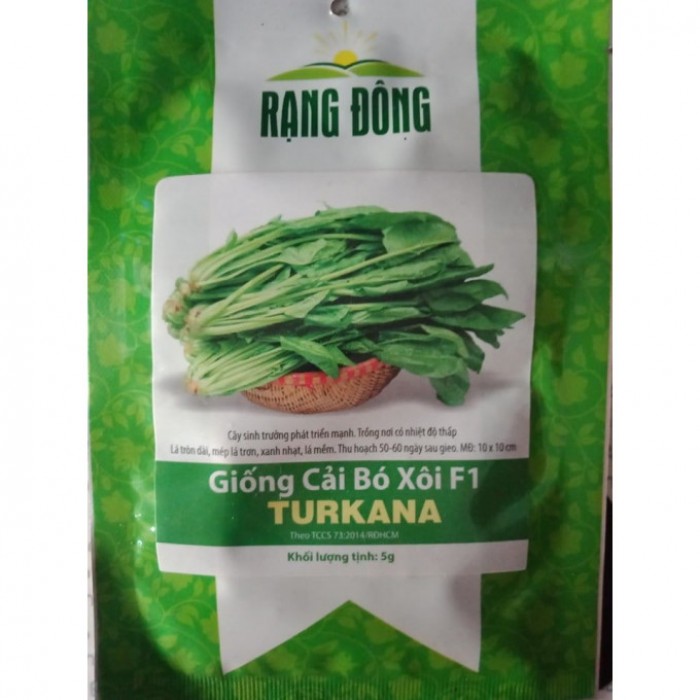 RẠNG ĐÔNG
Cây sinh trưởng phát triển mạnh. Trồng nơi có nhiệt độ thấp
Lá tròn dài, mép lá trơn, xanh nhạt, lá mềm. Thu hoạch 50-60 ngày sau gieo. MĐ: 10 x 10 cm
Giống Cải Bó Xôi F1
TURKANA
Theo TCCS 73:2014/RĐHCM
Khối lượng tịnh: 5g